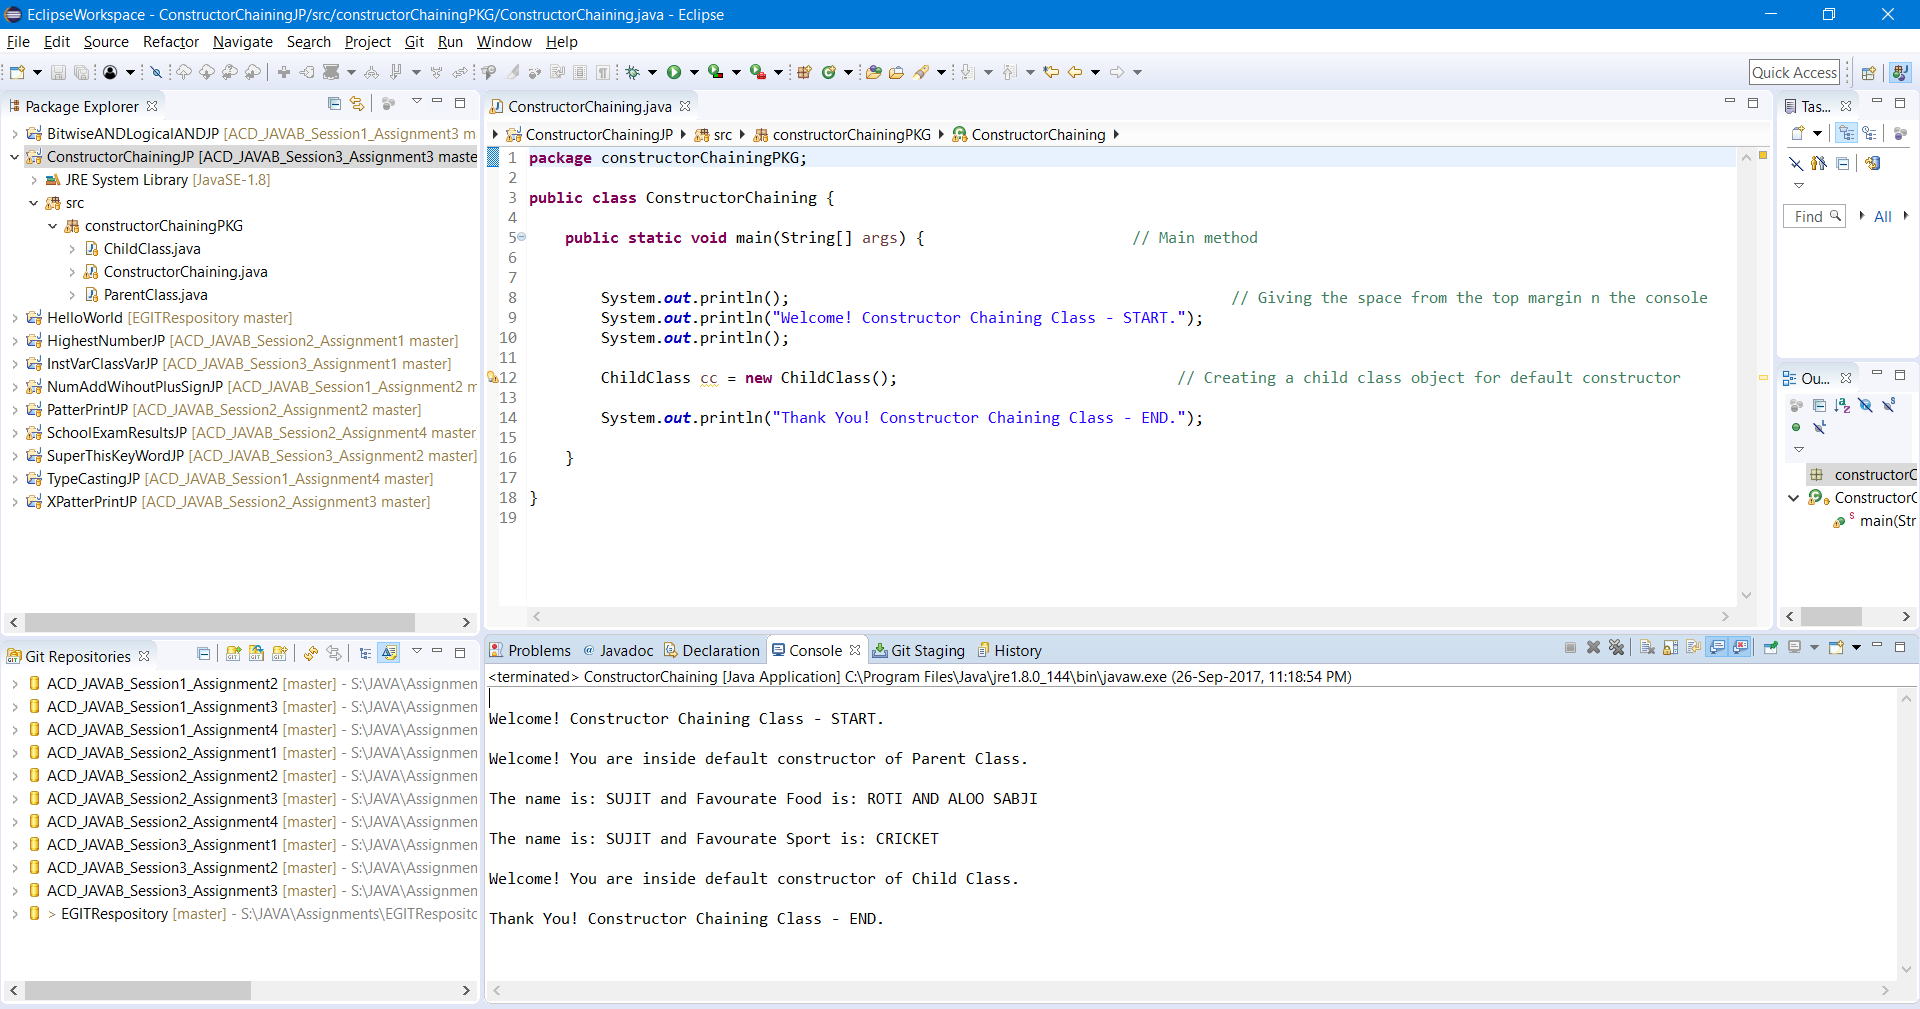 EclipseWorkspace - ConstructorChainingJP/src/constructorChainingPKG/ConstructorChaining.java - Eclipse
File Edit Source Refactor Navigate Search Project Git Run Window Help
Quick Access
Package Explorer
BitwiseANDLogicalANDJP [ACD_JAVAB_Session1_Assignment3 m
ConstructorChainingJP [ACD_JAVAB_Session3_Assignment3 maste
JRE System Library [JavaSE-1.8]
src
constructorChainingPKG
ChildClass.java
ConstructorChaining.java
ParentClass.java
HelloWorld [EGITRespository master]
HighestNumberJP [ACD_JAVAB_Session2_Assignment1 master]
InstVarClassVarJP [ACD_JAVAB_Session3_Assignment1 master]
NumAddWihoutPlusSignJP [ACD_JAVAB_Session1_Assignment2 m
PatterPrintJP [ACD_JAVAB_Session2_Assignment2 master]
SchoolExamResultsJP [ACD_JAVAB_Session2_Assignment4 master
SuperThisKeyWordJP [ACD_JAVAB_Session3_Assignment2 master]
TypeCastingJP [ACD_JAVAB_Session1_Assignment4 master]
XPatterPrintJP [ACD_JAVAB_Session2_Assignment3 master]
ConstructorChaining.java
ConstructorChainingJP src constructorChainingPKG ConstructorChaining
1 package constructorChainingPKG;
2
3 public class ConstructorChaining {
4
5 public static void main(String[] args) { // Main method
6
7
8 System.out.println(); // Giving the space from the top margin n the console
9 System.out.println("Welcome! Constructor Chaining Class - START.");
10 System.out.println();
11
12 ChildClass cc = new ChildClass(); // Creating a child class object for default constructor
13
14 System.out.println("Thank You! Constructor Chaining Class - END.");
15
16 }
17
18 }
19
Tas...
Find All
Ou...
constructorC
ConstructorC
main(Str
Git Repositories
ACD_JAVAB_Session1_Assignment2 [master] - S:\JAVA\Assignmen
ACD_JAVAB_Session1_Assignment3 [master] - S:\JAVA\Assignmen
ACD_JAVAB_Session1_Assignment4 [master] - S:\JAVA\Assignmen
ACD_JAVAB_Session2_Assignment1 [master] - S:\JAVA\Assignmen
ACD_JAVAB_Session2_Assignment2 [master] - S:\JAVA\Assignmen
ACD_JAVAB_Session2_Assignment3 [master] - S:\JAVA\Assignmen
ACD_JAVAB_Session2_Assignment4 [master] - S:\JAVA\Assignmen
ACD_JAVAB_Session3_Assignment1 [master] - S:\JAVA\Assignmen
ACD_JAVAB_Session3_Assignment2 [master] - S:\JAVA\Assignmen
ACD_JAVAB_Session3_Assignment3 [master] - S:\JAVA\Assignmen
> EGITRespository [master] - S:\JAVA\Assignments\EGITRespositc
Problems @ Javadoc Declaration Console Git Staging History
<terminated> ConstructorChaining [Java Application] C:\Program Files\Java\jre1.8.0_144\bin\javaw.exe (26-Sep-2017, 11:18:54 PM)
Welcome! Constructor Chaining Class - START.
Welcome! You are inside default constructor of Parent Class.
The name is: SUJIT and Favourate Food is: ROTI AND ALOO SABJI
The name is: SUJIT and Favourate Sport is: CRICKET
Welcome! You are inside default constructor of Child Class.
Thank You! Constructor Chaining Class - END.